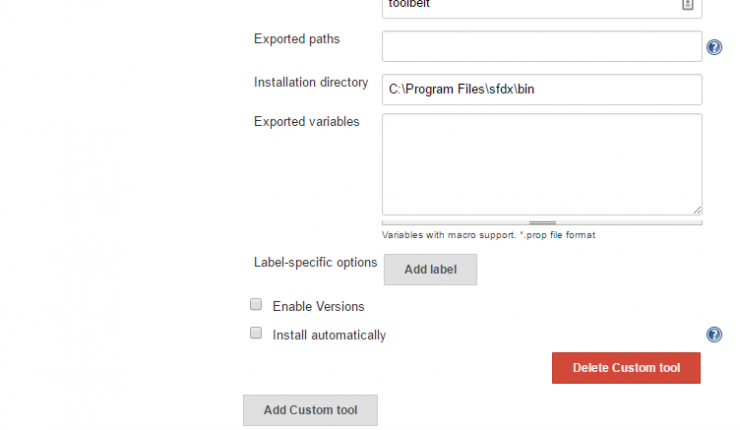 toolbelt
Exported paths
Installation directory C:\Program Files\sfdx\bin
Exported variables
Variables with macro support. *.prop file format
Label-specific options Add label
Enable Versions
Install automatically
Delete Custom tool
Add Custom tool